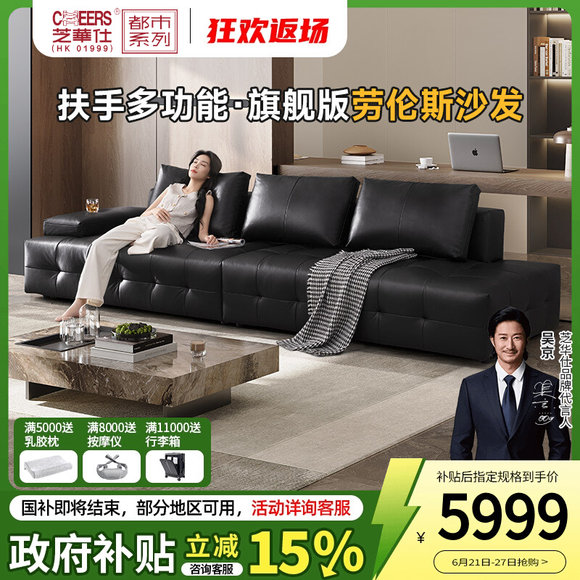 CHEERS
芝華仕
(HK 01999)
都市
系列
狂欢返场
扶手多功能·旗舰版劳伦斯沙发
吴京
芝华仕品牌代言人
满5000送
乳胶枕
满8000送
按摩仪
满11000送
行李箱
国补即将结束，部分地区可用，活动详询客服
政府补贴
立减
咨询客服
15%
补贴后指定规格到手价
¥5999
6月21日-27日抢购 >